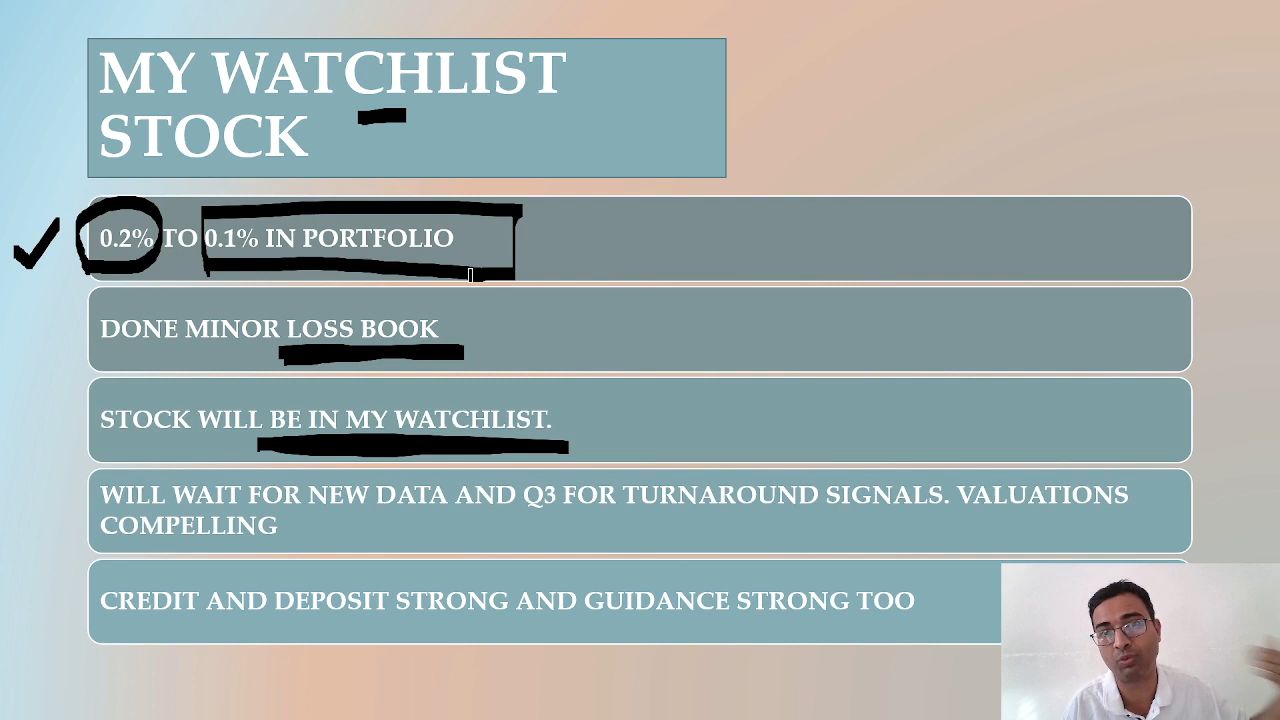 MY WATCHLIST
STOCK
0.2% TO 0.1% IN PORTFOLIO
DONE MINOR LOSS BOOK
STOCK WILL BE IN MY WATCHLIST.
WILL WAIT FOR NEW DATA AND Q3 FOR TURNAROUND SIGNALS. VALUATIONS
COMPELLING
CREDIT AND DEPOSIT STRONG AND GUIDANCE STRONG TOO